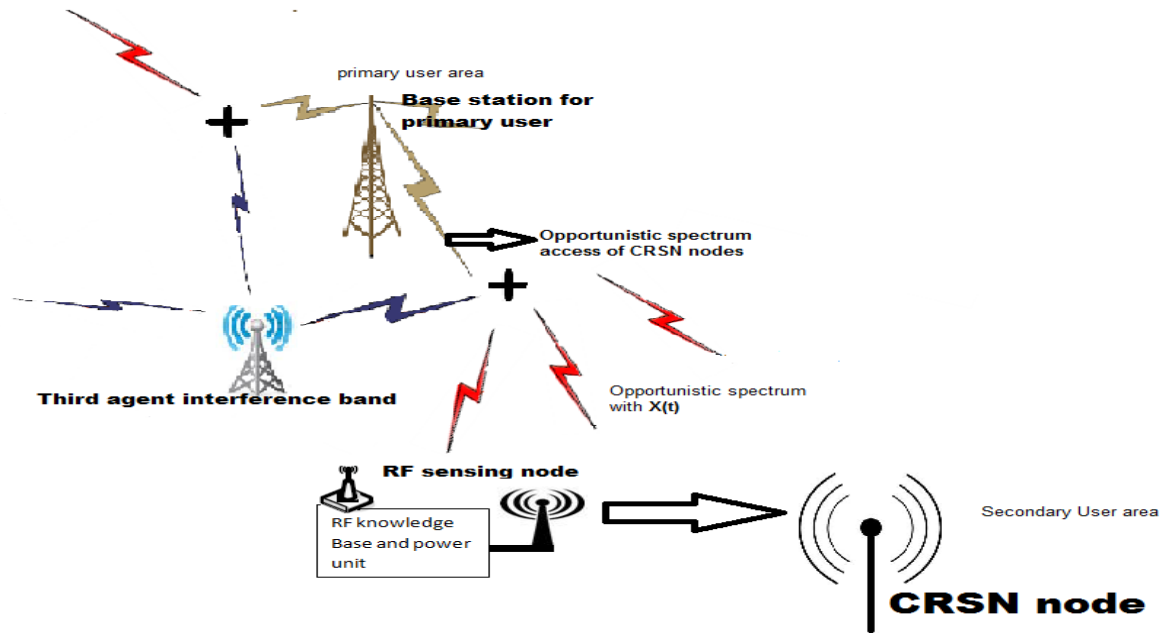 primary user area
Base station for
primary user
Opportunistic spectrum
access of CRSN nodes
Third agent interference band
Opportunistic spectrum
with X(t)
RF sensing node
RF knowledge
Base and power
unit
Secondary User area
CRSN node